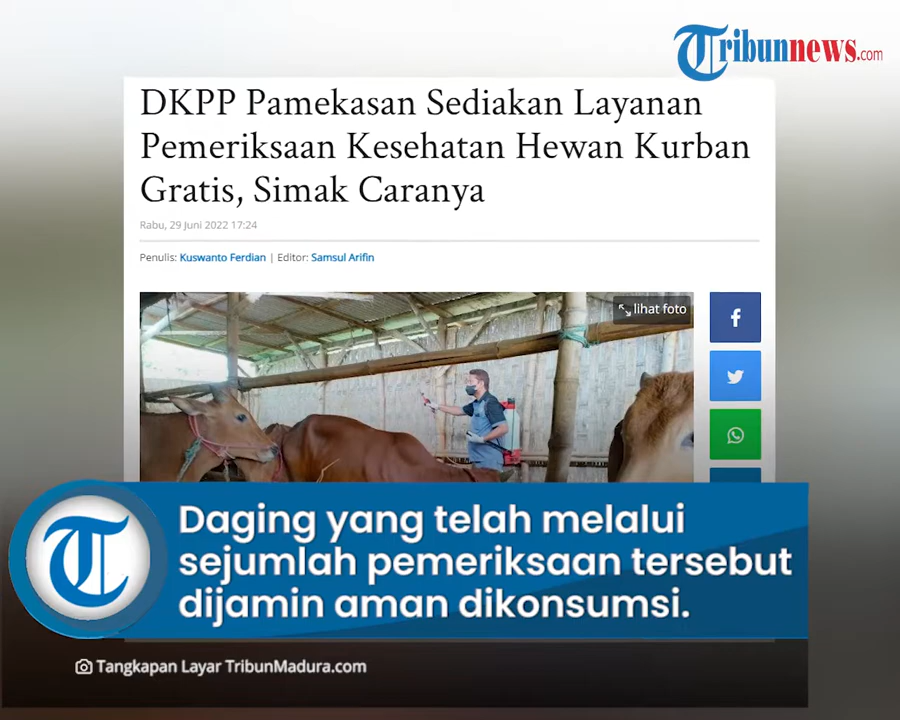 Tribunnews.com
DKPP Pamekasan Sediakan Layanan
Pemeriksaan Kesehatan Hewan Kurban
Gratis, Simak Caranya
Rabu, 29 Juni 2022 17:24
Penulis: Kuswanto Ferdian | Editor: Samsul Arifin
lihat foto
Daging yang telah melalui
sejumlah pemeriksaan tersebut
dijamin aman dikonsumsi.
Tangkapan Layar TribunMadura.com